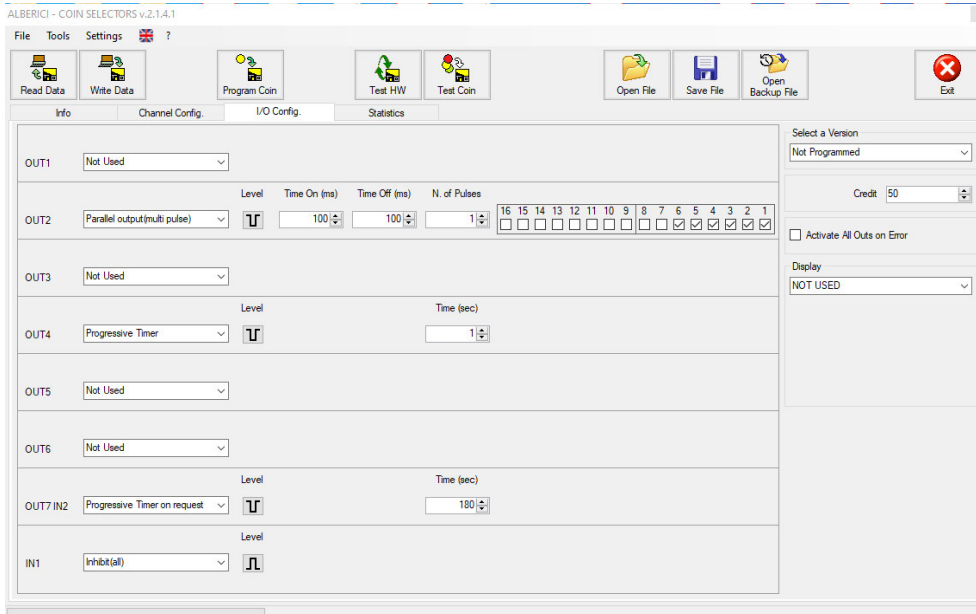 ALBERICI - COIN SELECTORS v.2.1.4.1
File Tools Settings ?
Read Data Write Data Program Coin Test HW Test Coin Open File Save File Open Backup File Exit
Info Channel Config. I/O Config. Statistics
OUT1 Not Used
Level Time On (ms) Time Off (ms) N. of Pulses
OUT2 Parallel output(multi pulse) 100 100 1 16 15 14 13 12 11 10 9 8 7 6 5 4 3 2 1
OUT3 Not Used
Level Time (sec)
OUT4 Progressive Timer 1
OUT5 Not Used
OUT6 Not Used
Level Time (sec)
OUT7 IN2 Progressive Timer on request 180
Level
IN1 Inhibit(all)
Select a Version
Not Programmed
Credit 50
Activate All Outs on Error
Display
NOT USED